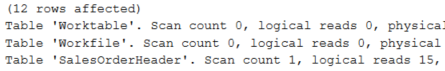 (12 rows affected)
Table 'Worktable'. Scan count 0, logical reads 0, physical
Table 'Workfile'. Scan count 0, logical reads 0, physical
Table 'SalesOrderHeader'. Scan count 1, logical reads 15,